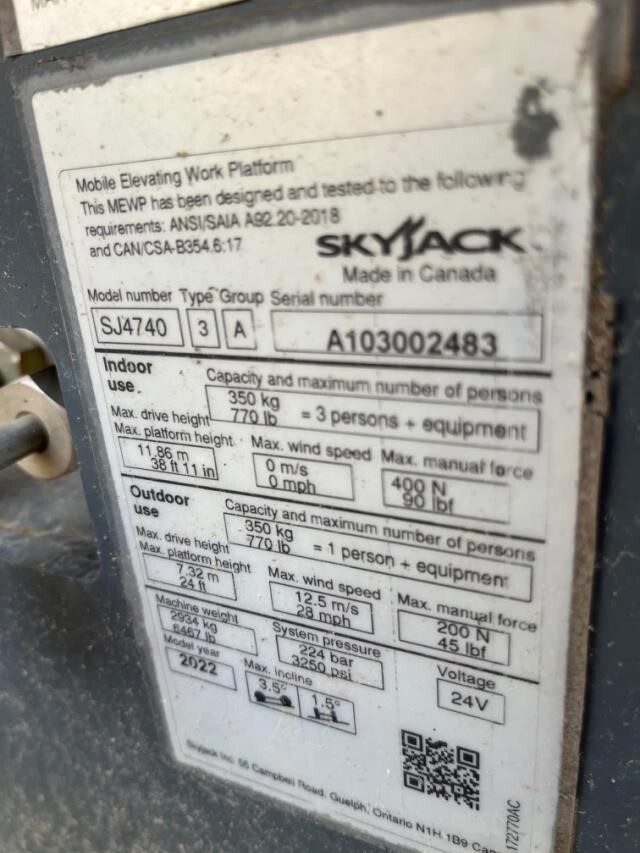 Mobile Elevating Work Platform
This MEWP has been designed and tested to the following
requirements: ANSI/SAIA A92.20-2018
and CAN/CSA-B354.6:17
SKYJACK
Made in Canada
Model number Type Group Serial number
SJ4740 3 A A103002483
Indoor use.
Capacity and maximum number of persons
350 kg
770 lb = 3 persons + equipment
Max. drive height
Max. platform height Max. wind speed Max. manual force
11.86 m 0 m/s 400 N
38 ft 11 in 0 mph 90 lbf
Outdoor use
Capacity and maximum number of persons
350 kg
770 lb = 1 person + equipment
Max. drive height
Max. platform height Max. wind speed Max. manual force
7.32 m 12.5 m/s 200 N
24 ft 28 mph 45 lbf
Machine weight System pressure Voltage
2934 kg 224 bar 24V
6467 lb 3250 psi
Model year Max. incline
2022 3.5° 1.5°
Skyjack Inc. 55 Campbell Road, Guelph, Ontario N1H 1B9
172770AC